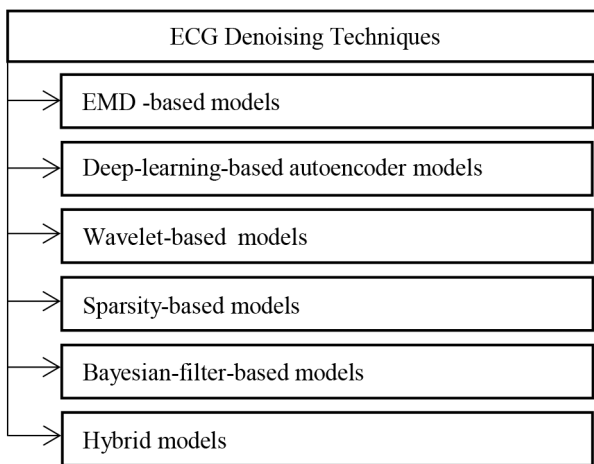 ECG Denoising Techniques
EMD -based models
Deep-learning-based autoencoder models
Wavelet-based models
Sparsity-based models
Bayesian-filter-based models
Hybrid models